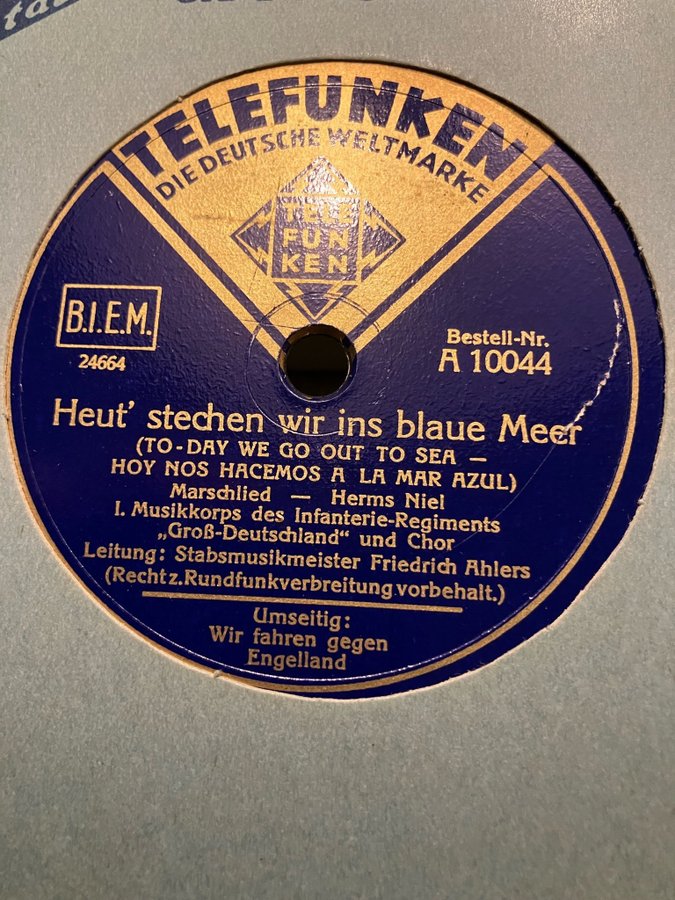 TELEFUNKEN
DIE DEUTSCHE WELTMARKE
TELE
FUN
KEN
B.I.E.M.
24664
Bestell-Nr.
A 10044
Heut' stechen wir ins blaue Meer
(TO-DAY WE GO OUT TO SEA –
HOY NOS HACEMOS A LA MAR AZUL)
Marschlied — Herms Niel
I. Musikkorps des Infanterie-Regiments
„Groß-Deutschland" und Chor
Leitung: Stabsmusikmeister Friedrich Ahlers
(Recht z. Rundfunkverbreitung vorbehalt.)
Umseitig:
Wir fahren gegen
Engelland